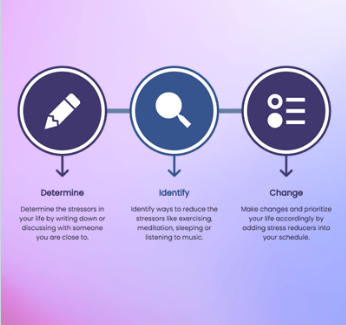 Determine
Determine the stressors in
your life by writing down or
discussing with someone
you are close to.
Identify
Identify ways to reduce the
stressors like exercising,
meditation, sleeping or
listening to music.
Change
Make changes and prioritize
your life accordingly by
adding stress reducers into
your schedule.